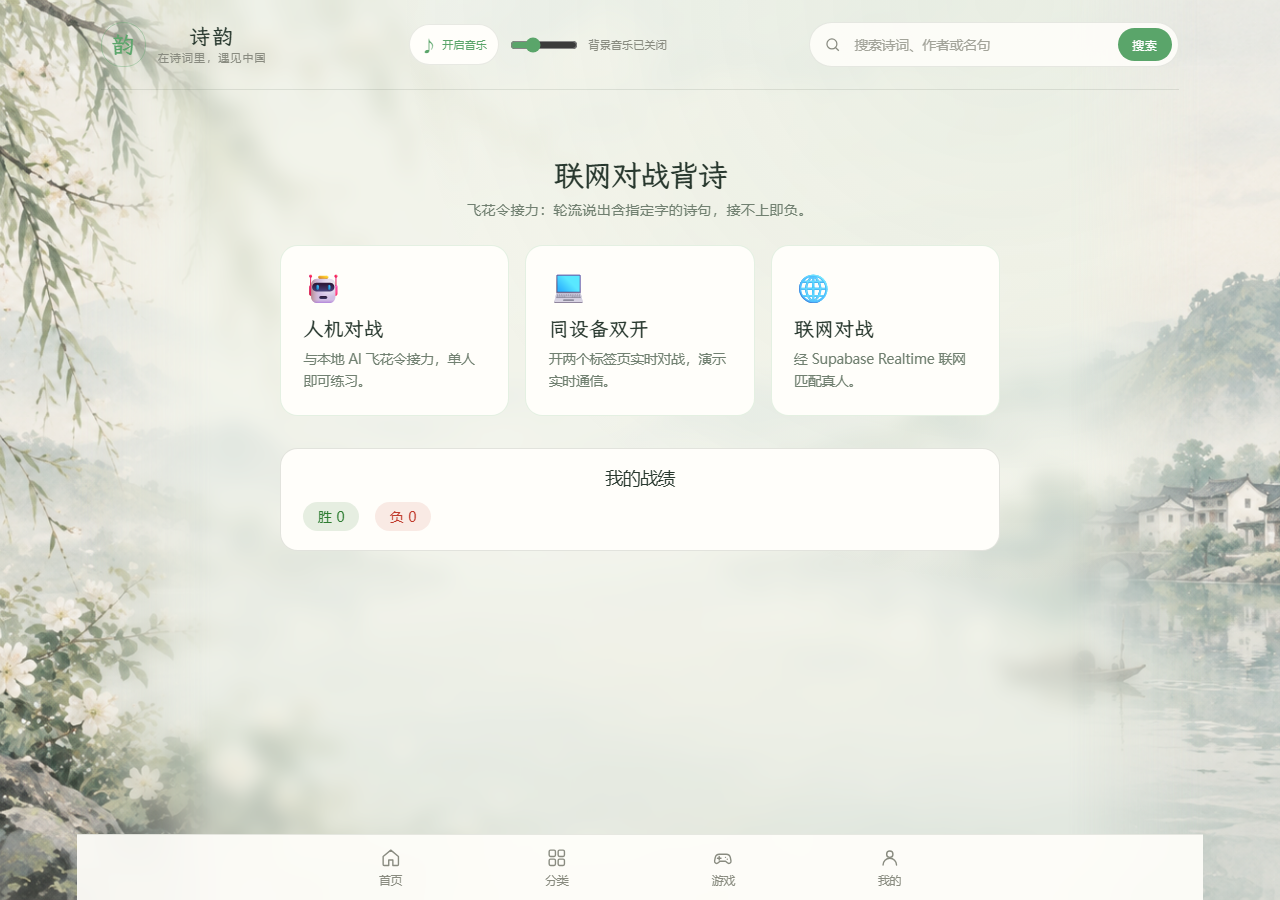 韵
诗韵
在诗词里，遇见中国
开启音乐
背景音乐已关闭
搜索诗词、作者或名句
搜索
联网对战背诗
飞花令接力：轮流说出含指定字的诗句，接不上即负。
人机对战
与本地 AI 飞花令接力，单人
即可练习。
同设备双开
开两个标签页实时对战，演示
实时通信。
联网对战
经 Supabase Realtime 联网
匹配真人。
我的战绩
胜 0
负 0
首页
分类
游戏
我的